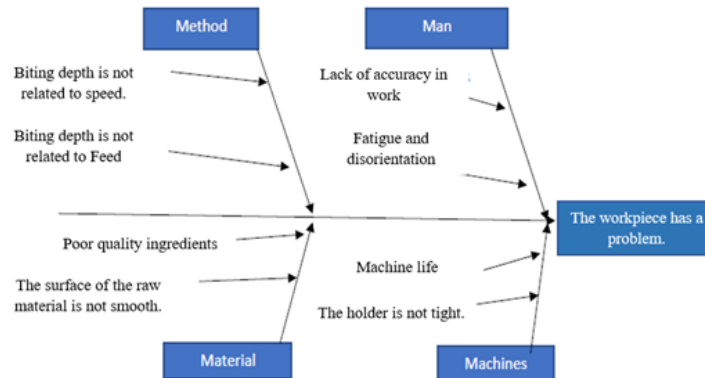 Method
Man
Biting depth is not
related to speed.
Lack of accuracy in
work
Biting depth is not
related to Feed
Fatigue and
disorientation
The workpiece has a
problem.
Poor quality ingredients
Machine life
The surface of the raw
material is not smooth.
The holder is not tight.
Material
Machines